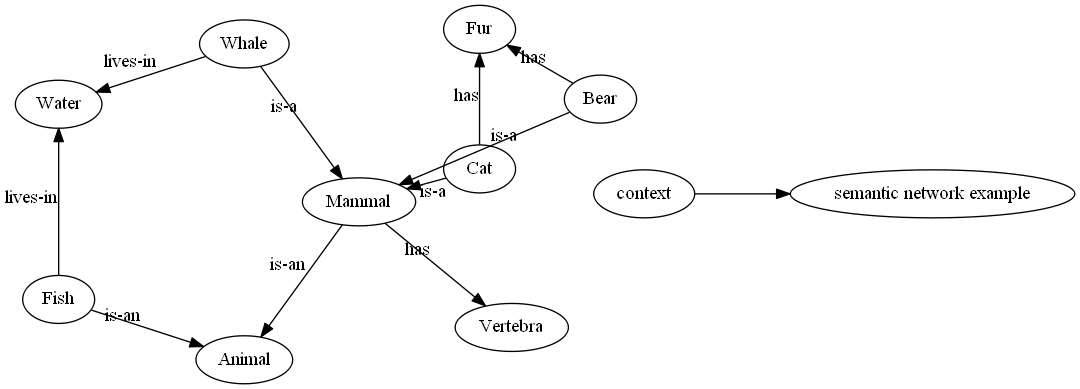 Fur
Whale
has
lives-in
Water
Bear
has
is-a
is-a
Cat
is-a
context
semantic network example
lives-in
Mammal
has
is-an
Fish
is-an
Vertebra
Animal